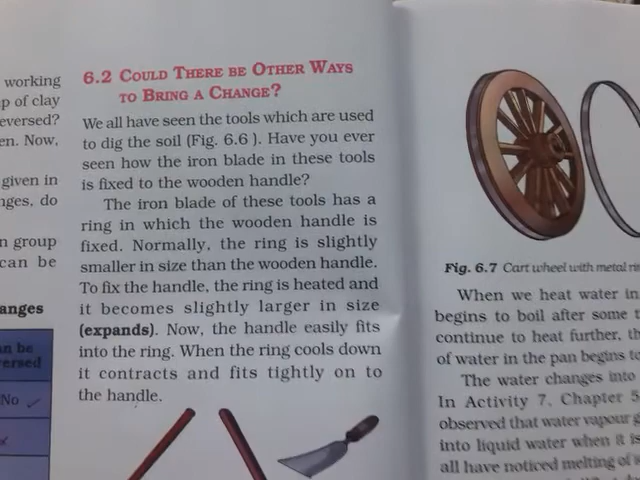 working
p of clay
eversed?
en. Now,
given in
nges, do
n group
can be
anges
an be
ersed
No
6.2 COULD THERE BE OTHER WAYS
TO BRING A CHANGE?
We all have seen the tools which are used
to dig the soil (Fig. 6.6 ). Have you ever
seen how the iron blade in these tools
is fixed to the wooden handle?
The iron blade of these tools has a
ring in which the wooden handle is
fixed. Normally, the ring is slightly
smaller in size than the wooden handle.
To fix the handle, the ring is heated and
it becomes slightly larger in size
(expands). Now, the handle easily fits
into the ring. When the ring cools down
it contracts and fits tightly on to
the handle.
Fig. 6.7 Cart wheel with metal ri
When we heat water in
begins to boil after some t
continue to heat further, th
of water in the pan begins to
The water changes into
In Activity 7, Chapter 5
observed that water vapour g
into liquid water when it is
all have noticed melting of